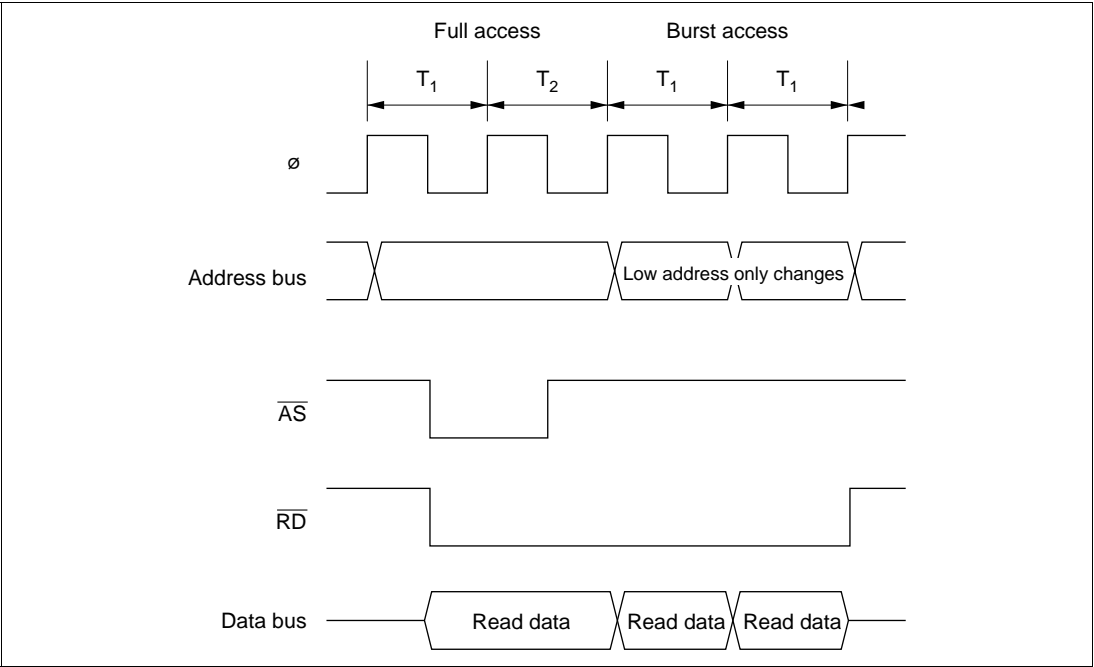 Full access Burst access
T1 T2 T1 T1
ø
Address bus Low address only changes
AS
RD
Data bus Read data Read data Read data